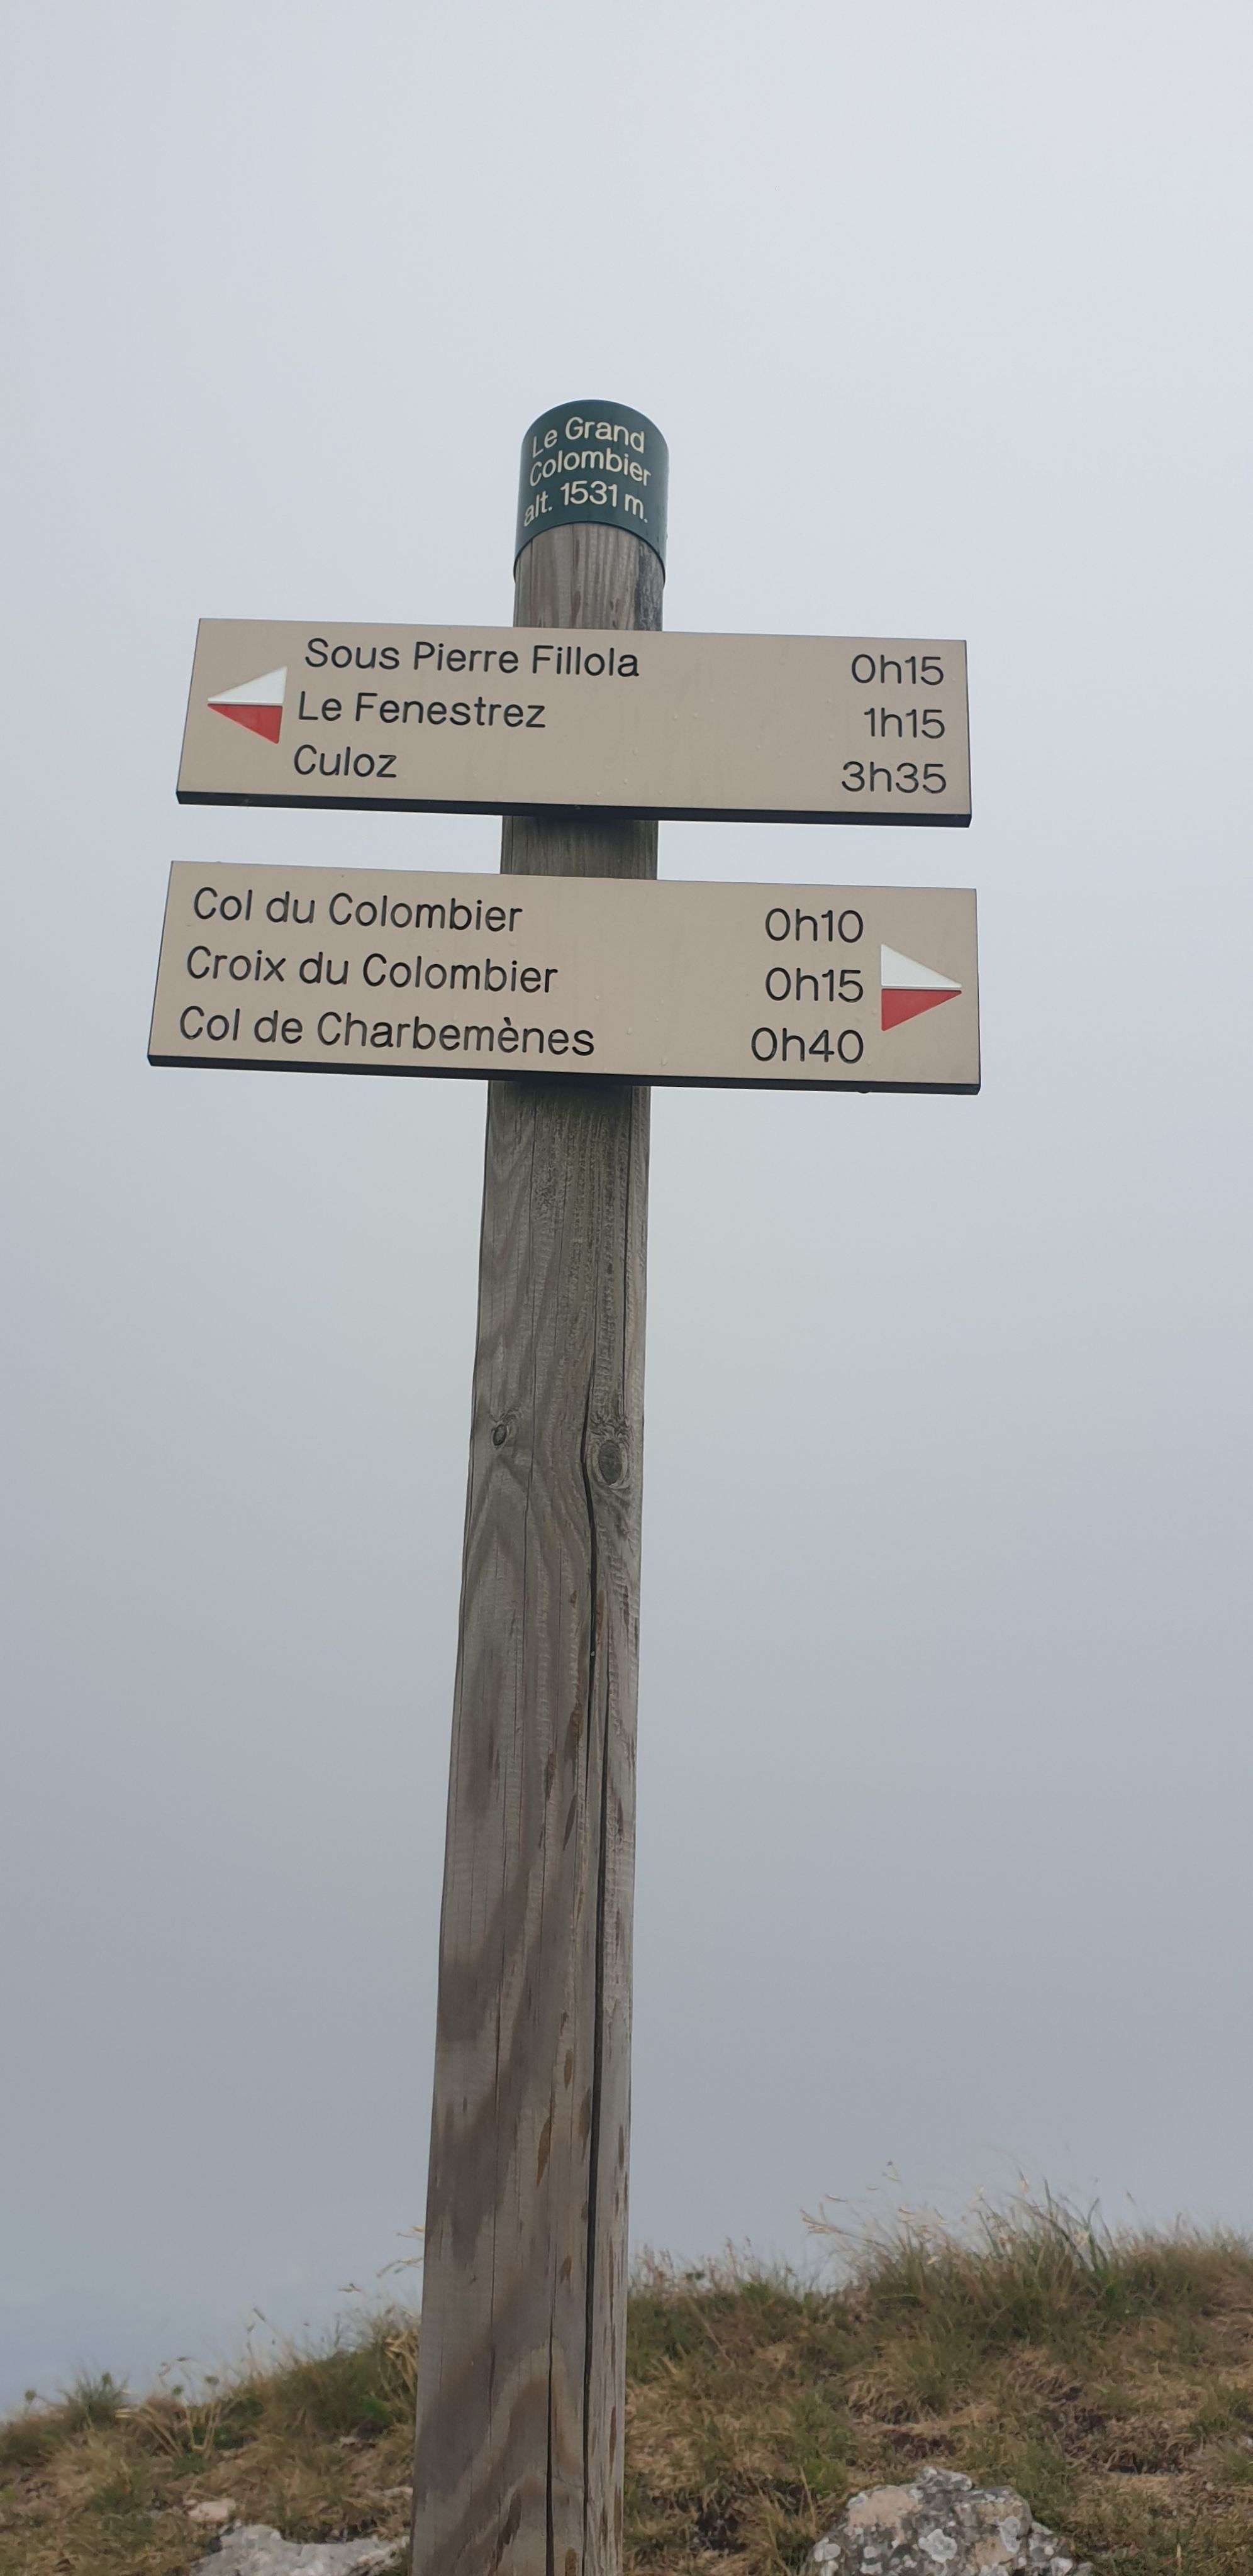 Le Grand
Colombier
alt. 1531 m.
Sous Pierre Fillola 0h15
Le Fenestrez 1h15
Culoz 3h35
Col du Colombier 0h10
Croix du Colombier 0h15
Col de Charbemènes 0h40